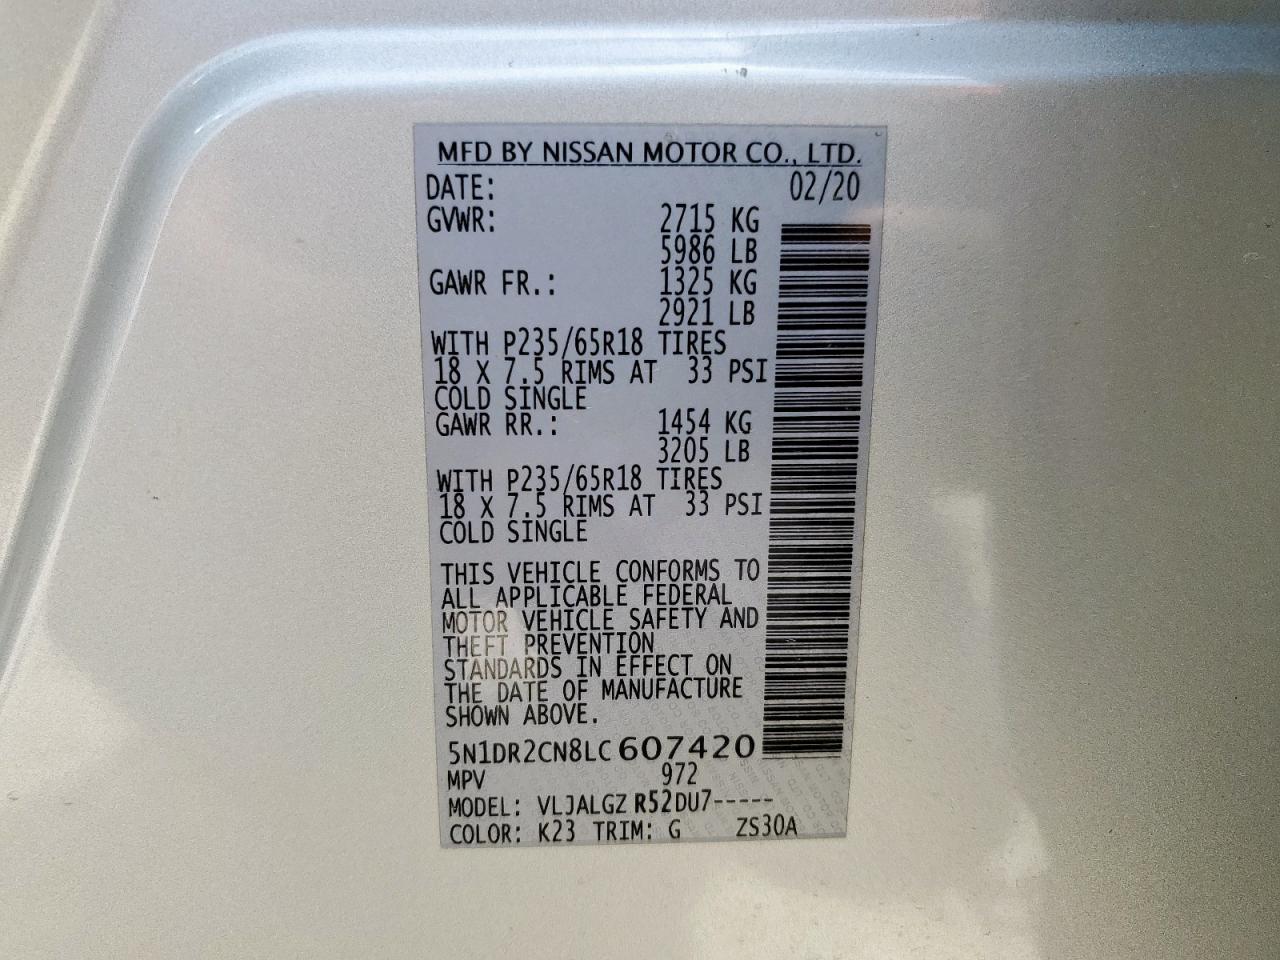 MFD BY NISSAN MOTOR CO., LTD.
DATE: 02/20
GVWR: 2715 KG
5986 LB
GAWR FR.: 1325 KG
2921 LB
WITH P235/65R18 TIRES
18 X 7.5 RIMS AT 33 PSI
COLD SINGLE
GAWR RR.: 1454 KG
3205 LB
WITH P235/65R18 TIRES
18 X 7.5 RIMS AT 33 PSI
COLD SINGLE
THIS VEHICLE CONFORMS TO
ALL APPLICABLE FEDERAL
MOTOR VEHICLE SAFETY AND
THEFT PREVENTION
STANDARDS IN EFFECT ON
THE DATE OF MANUFACTURE
SHOWN ABOVE.
5N1DR2CN8LC607420
MPV 972
MODEL: VLJALGZ R52DU7-----
COLOR: K23 TRIM: G ZS30A